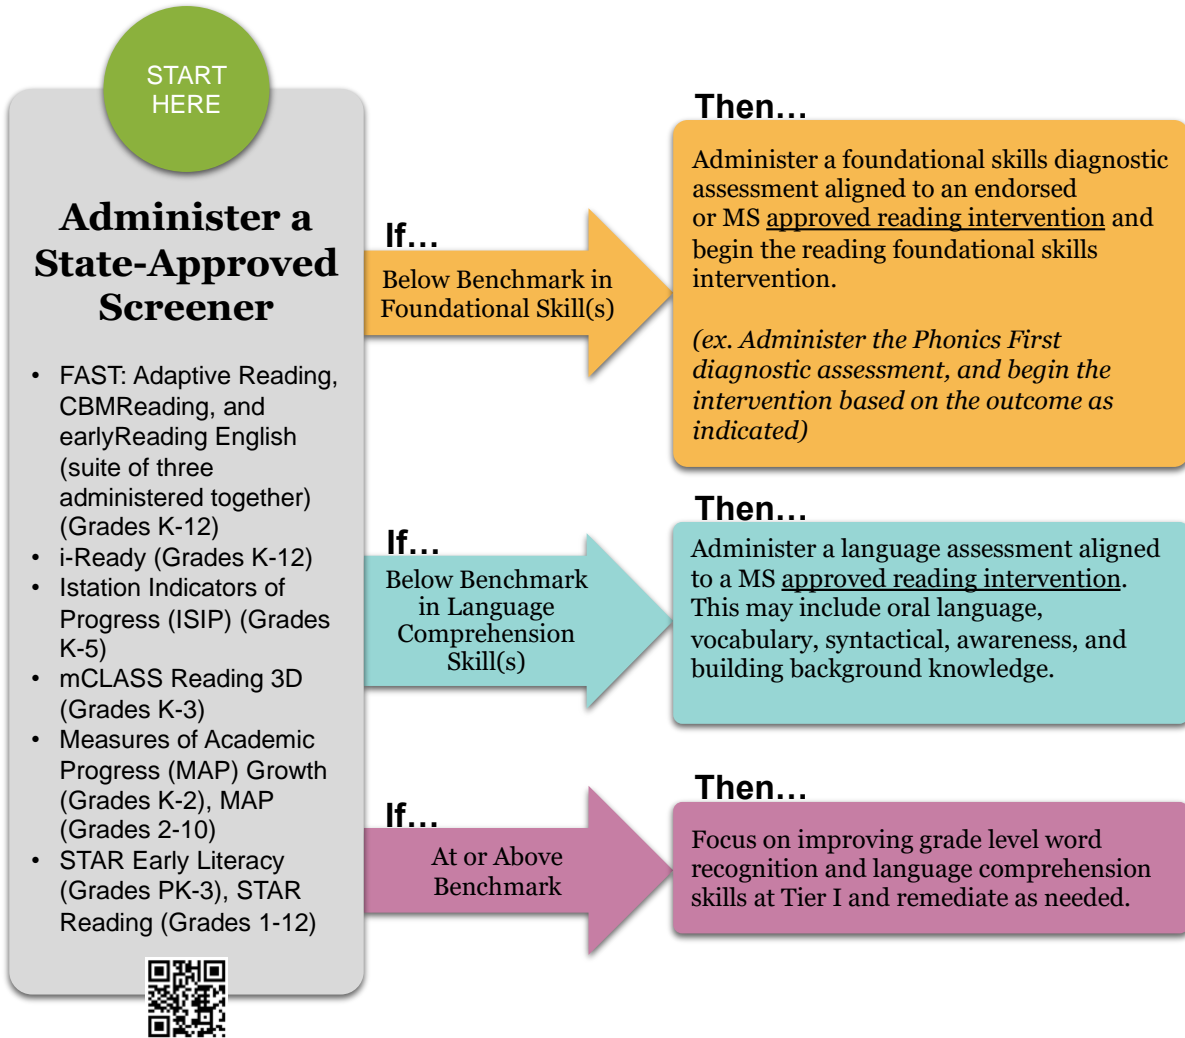 START
HERE
Administer a
State-Approved
Screener
• FAST: Adaptive Reading,
CBMReading, and
earlyReading English
(suite of three
administered together)
(Grades K-12)
• i-Ready (Grades K-12)
• Istation Indicators of
Progress (ISIP) (Grades
K-5)
• mCLASS Reading 3D
(Grades K-3)
• Measures of Academic
Progress (MAP) Growth
(Grades K-2), MAP
(Grades 2-10)
• STAR Early Literacy
(Grades PK-3), STAR
Reading (Grades 1-12)
If...
Below Benchmark in
Foundational Skill(s)
Then...
Administer a foundational skills diagnostic
assessment aligned to an endorsed
or MS approved reading intervention and
begin the reading foundational skills
intervention.
(ex. Administer the Phonics First
diagnostic assessment, and begin the
intervention based on the outcome as
indicated)
If...
Below Benchmark
in Language
Comprehension
Skill(s)
Then...
Administer a language assessment aligned
to a MS approved reading intervention.
This may include oral language,
vocabulary, syntactical, awareness, and
building background knowledge.
If...
At or Above
Benchmark
Then...
Focus on improving grade level word
recognition and language comprehension
skills at Tier I and remediate as needed.